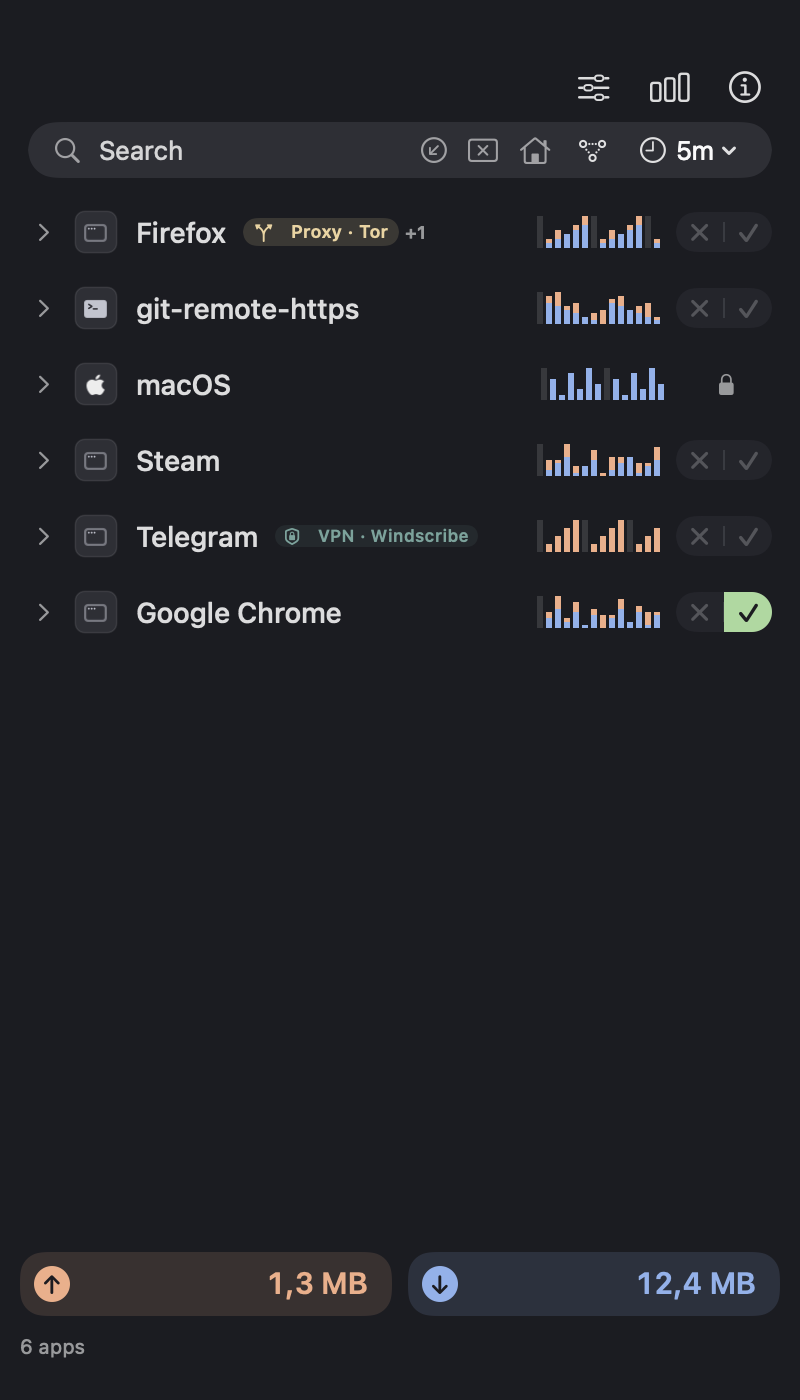 Search 5m
Firefox Proxy · Tor +1
git-remote-https
macOS
Steam
Telegram VPN · Windscribe
Google Chrome
1,3 MB 12,4 MB
6 apps